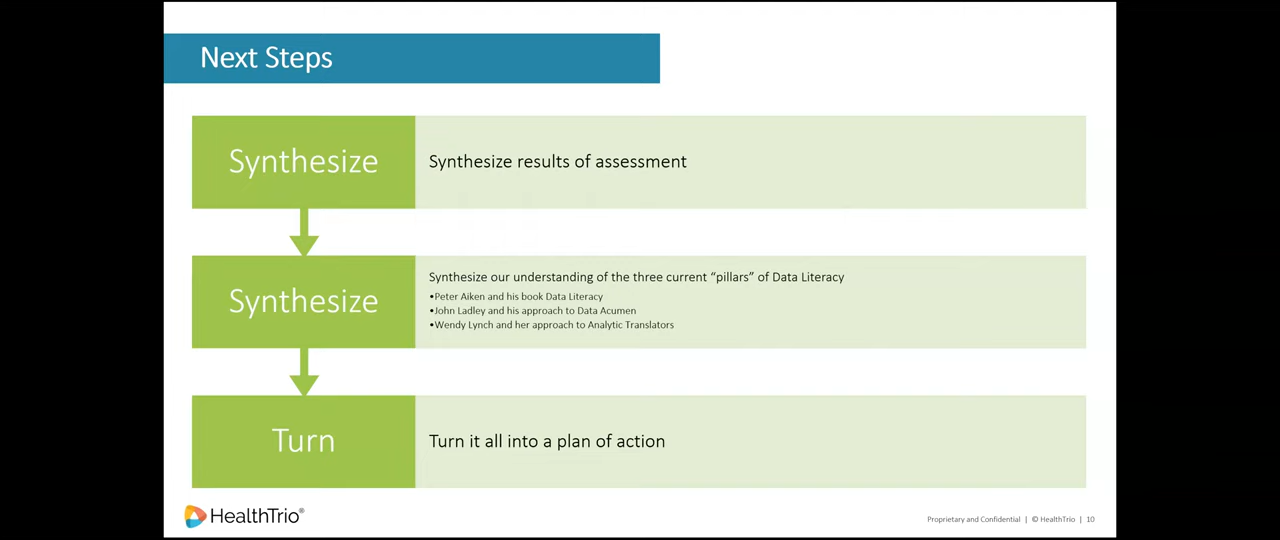 Next Steps
Synthesize
Synthesize results of assessment
Synthesize
Synthesize our understanding of the three current “pillars” of Data Literacy
•Peter Aiken and his book Data Literacy
•John Ladley and his approach to Data Acumen
•Wendy Lynch and her approach to Analytic Translators
Turn
Turn it all into a plan of action
HealthTrio®
Proprietary and Confidential | © HealthTrio | 10